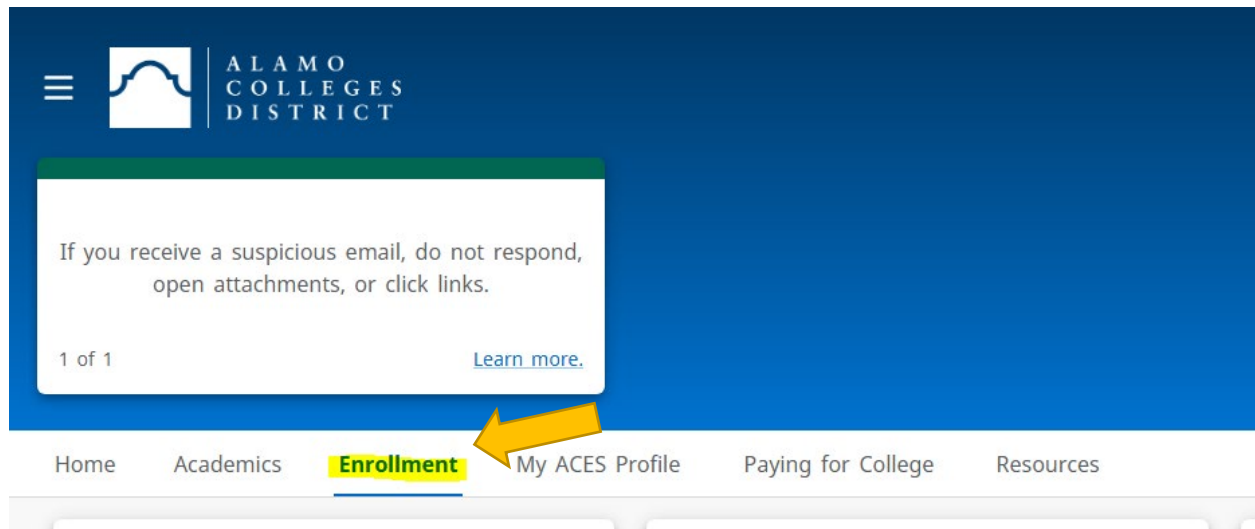 ALAMO
COLLEGES
DISTRICT
If you receive a suspicious email, do not respond,
open attachments, or click links.
1 of 1 Learn more.
Home Academics Enrollment My ACES Profile Paying for College Resources